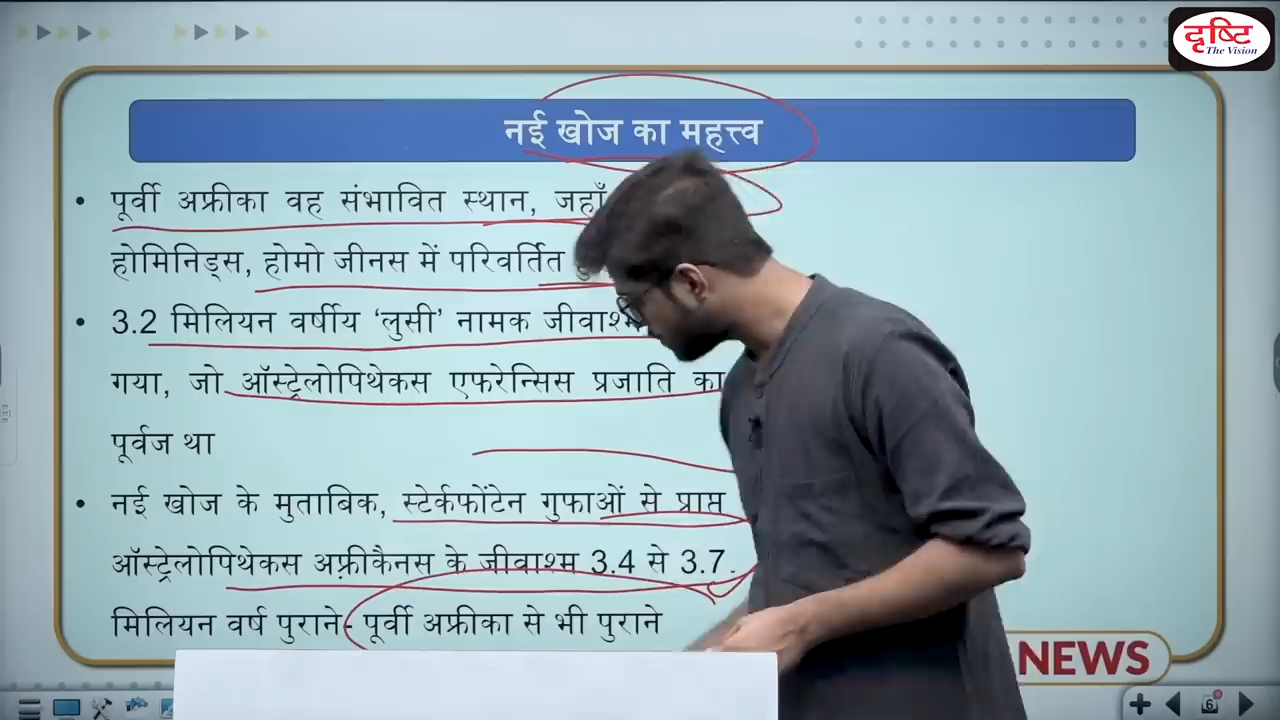 दृष्टि
The Vision
नई खोज का महत्त्व
• पूर्वी अफ्रीका वह संभावित स्थान, जहाँ
होमिनिड्स, होमो जीनस में परिवर्तित
• 3.2 मिलियन वर्षीय ‘लुसी’ नामक जीवाश्म
गया, जो ऑस्ट्रेलोपिथेकस एफरेन्सिस प्रजाति का
पूर्वज था
• नई खोज के मुताबिक, स्टेर्कफोंटेन गुफाओं से प्राप्त
ऑस्ट्रेलोपिथेकस अफ़्रीकैनस के जीवाश्म 3.4 से 3.7
मिलियन वर्ष पुराने- पूर्वी अफ्रीका से भी पुराने
NEWS
6